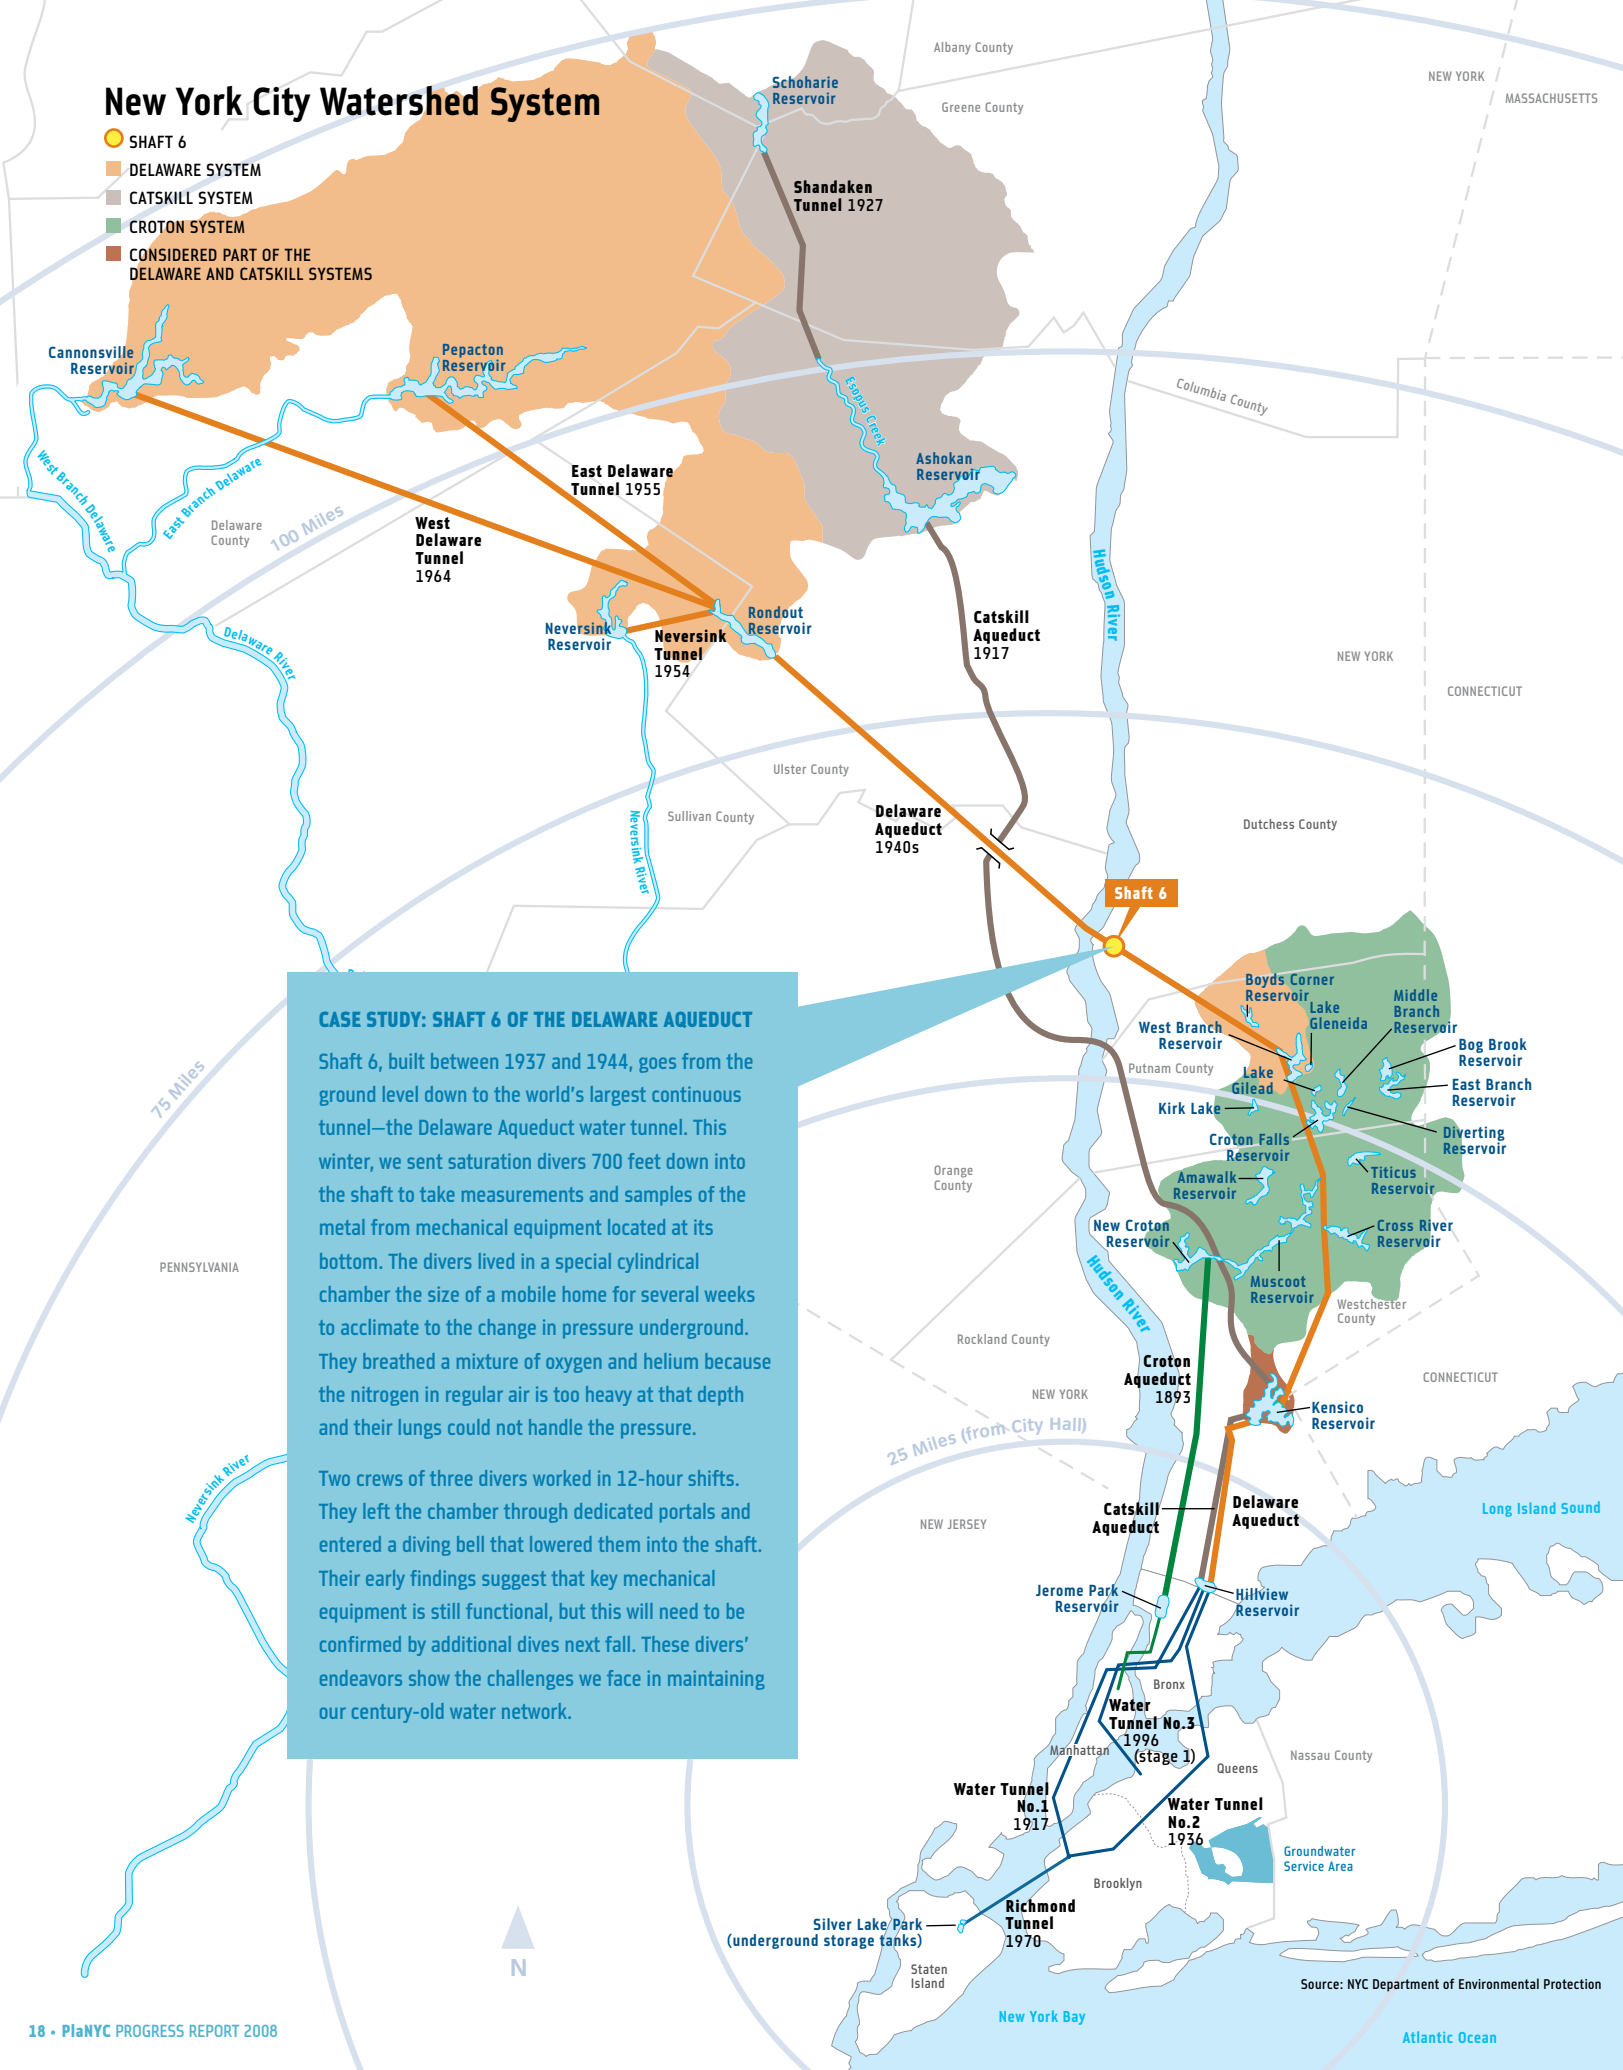 New York City Watershed System
SHAFT 6
DELAWARE SYSTEM
CATSKILL SYSTEM
CROTON SYSTEM
CONSIDERED PART OF THE
DELAWARE AND CATSKILL SYSTEMS
Albany County
Greene County
NEW YORK
MASSACHUSETTS
Schoharie
Reservoir
Shandaken
Tunnel 1927
Cannonsville
Reservoir
Pepacton
Reservoir
Esopus Creek
Columbia County
Ashokan
Reservoir
East Delaware
Tunnel 1955
West Branch Delaware
East Branch Delaware
Delaware
County
100 Miles
West
Delaware
Tunnel
1964
Hudson River
Neversink
Reservoir
Neversink
Tunnel
1954
Rondout
Reservoir
Catskill
Aqueduct
1917
Delaware River
NEW YORK
CONNECTICUT
Ulster County
Sullivan County
Neversink River
Delaware
Aqueduct
1940s
Dutchess County
Shaft 6
Boyds Corner
Reservoir
Lake
Gleneida
Middle
Branch
Reservoir
West Branch
Reservoir
Bog Brook
Reservoir
Putnam County
Lake
Gilead
East Branch
Reservoir
Kirk Lake
Croton Falls
Reservoir
Diverting
Reservoir
Amawalk
Reservoir
Titicus
Reservoir
New Croton
Reservoir
Cross River
Reservoir
Muscoot
Reservoir
Westchester
County
75 Miles
CASE STUDY: SHAFT 6 OF THE DELAWARE AQUEDUCT
Shaft 6, built between 1937 and 1944, goes from the
ground level down to the world’s largest continuous
tunnel—the Delaware Aqueduct water tunnel. This
winter, we sent saturation divers 700 feet down into
the shaft to take measurements and samples of the
metal from mechanical equipment located at its
bottom. The divers lived in a special cylindrical
chamber the size of a mobile home for several weeks
to acclimate to the change in pressure underground.
They breathed a mixture of oxygen and helium because
the nitrogen in regular air is too heavy at that depth
and their lungs could not handle the pressure.
Two crews of three divers worked in 12-hour shifts.
They left the chamber through dedicated portals and
entered a diving bell that lowered them into the shaft.
Their early findings suggest that key mechanical
equipment is still functional, but this will need to be
confirmed by additional dives next fall. These divers’
endeavors show the challenges we face in maintaining
our century-old water network.
Orange
County
PENNSYLVANIA
Hudson River
Rockland County
Croton
Aqueduct
1893
NEW YORK
CONNECTICUT
Kensico
Reservoir
25 Miles (from City Hall)
Neversink River
Catskill
Aqueduct
Delaware
Aqueduct
Long Island Sound
NEW JERSEY
Jerome Park
Reservoir
Hillview
Reservoir
Bronx
Water
Tunnel No.3
1996
(stage 1)
Manhattan
Queens
Nassau County
Water Tunnel
No.1
1917
Water Tunnel
No.2
1936
Groundwater
Service Area
Brooklyn
Richmond
Tunnel
1970
Silver Lake Park
(underground storage tanks)
Staten
Island
N
Source: NYC Department of Environmental Protection
New York Bay
Atlantic Ocean
18 • PlaNYC PROGRESS REPORT 2008